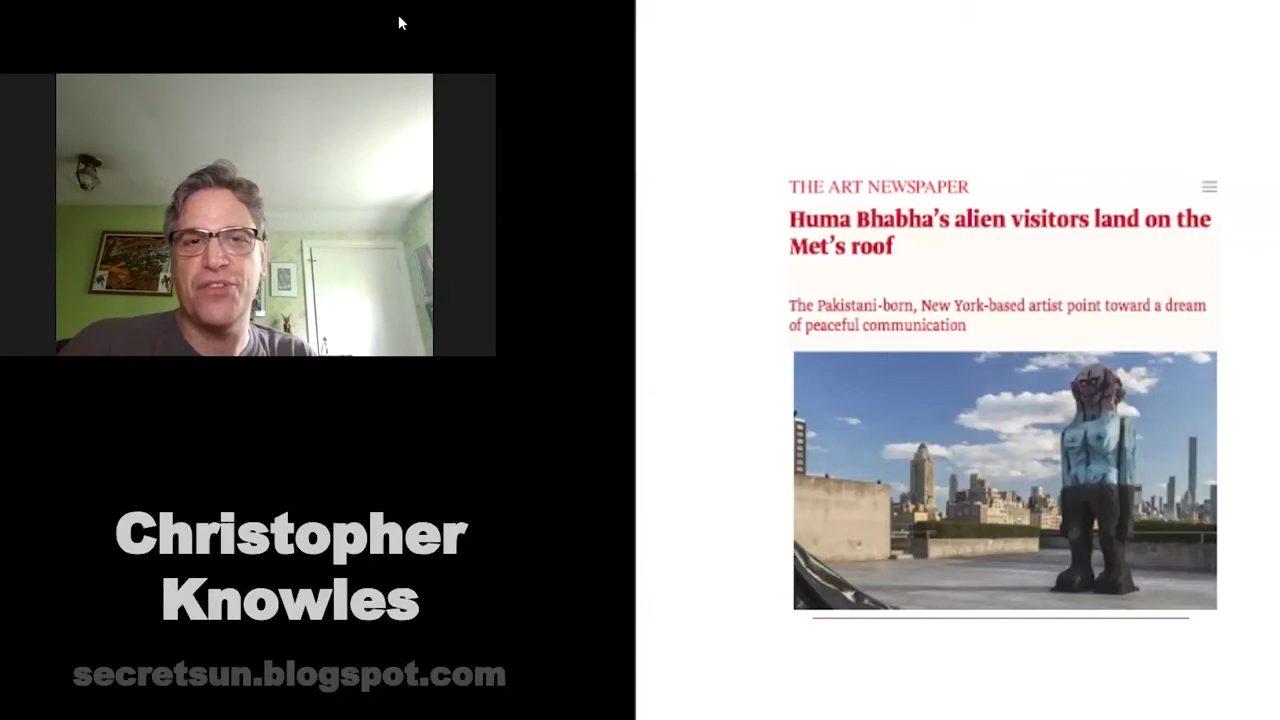 Christopher
Knowles
secretsun.blogspot.com
THE ART NEWSPAPER
Huma Bhabha's alien visitors land on the
Met's roof
The Pakistani-born, New York-based artist point toward a dream
of peaceful communication